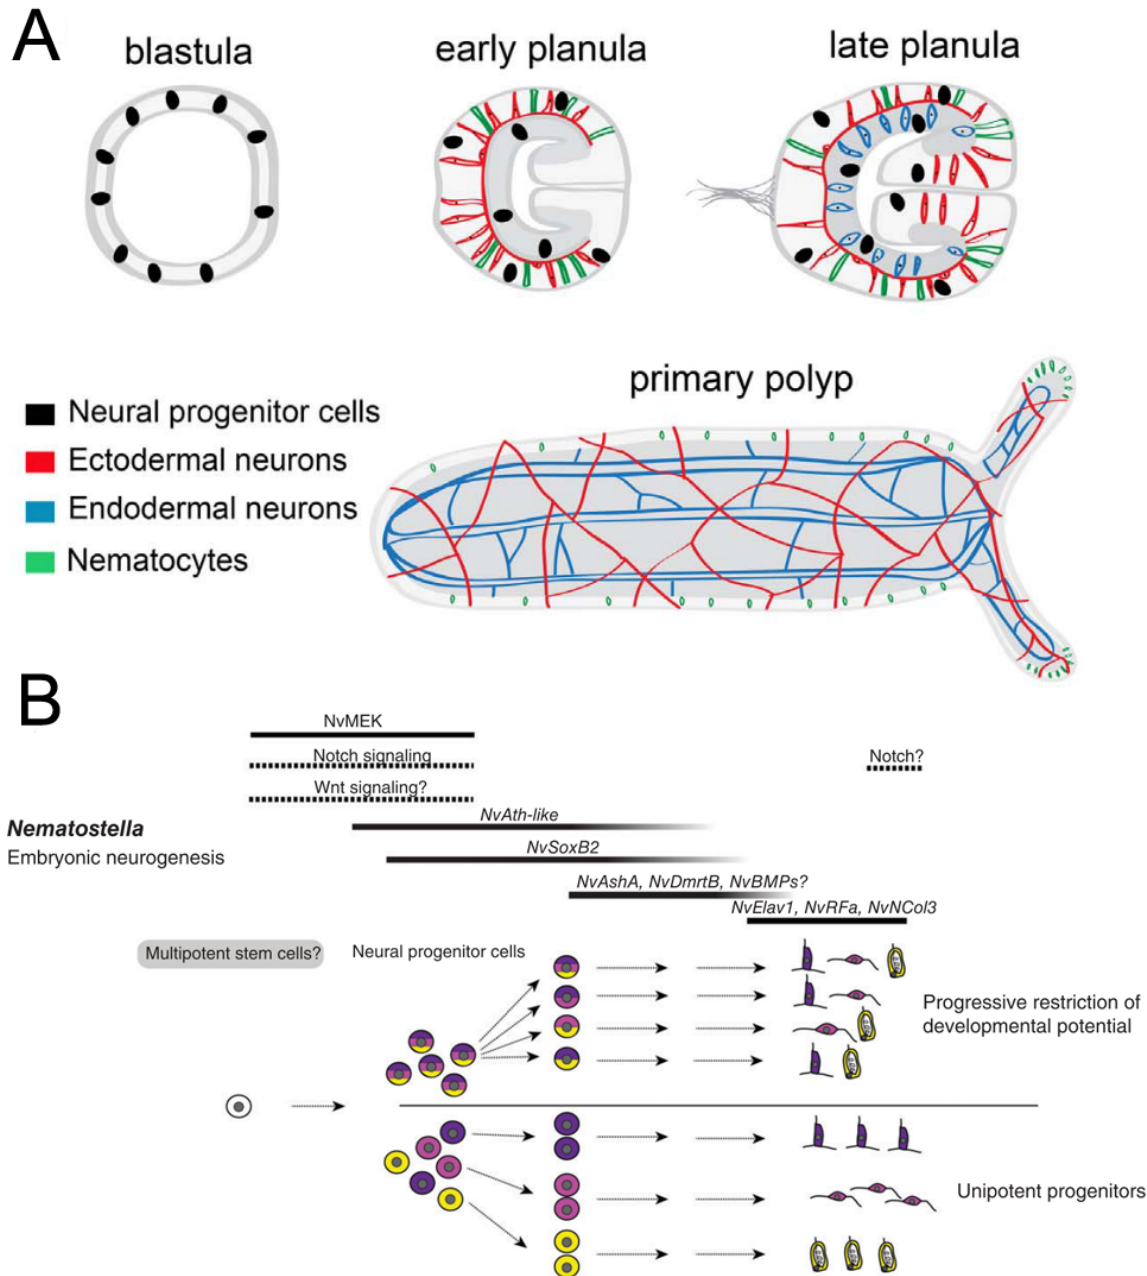 A
blastula
early planula
late planula
primary polyp
Neural progenitor cells
Ectodermal neurons
Endodermal neurons
Nematocytes
B
NvMEK
Notch signaling
Notch?
Wnt signaling?
NvAth-like
Nematostella
Embryonic neurogenesis
NvSoxB2
NvAshA, NvDmrtB, NvBMPs?
NvElav1, NvRFa, NvNCol3
Multipotent stem cells?
Neural progenitor cells
Progressive restriction of
developmental potential
Unipotent progenitors